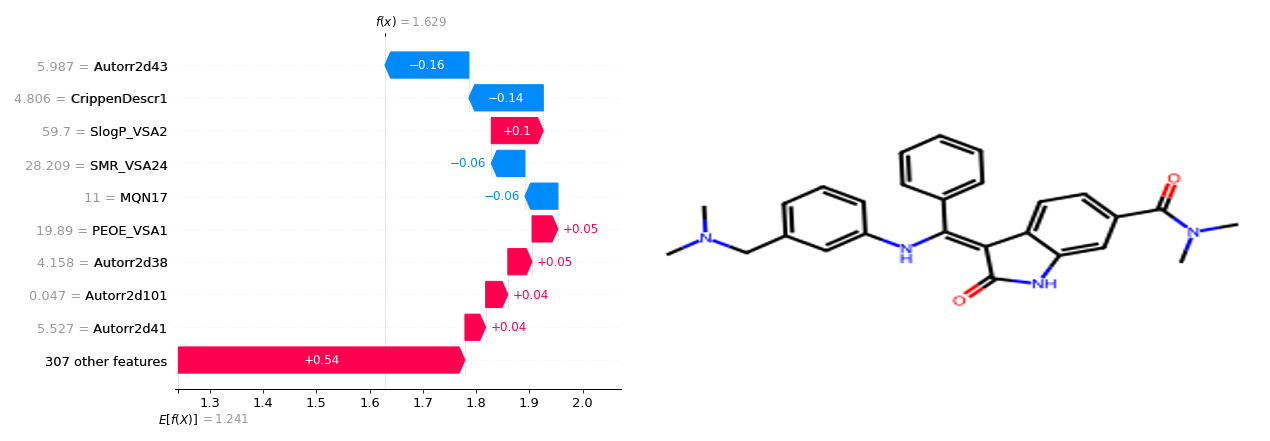 f(x) = 1.629
5.987 = Autorr2d43
−0.16
4.806 = CrippenDescr1
−0.14
59.7 = SlogP_VSA2
+0.1
28.209 = SMR_VSA24
−0.06
11 = MQN17
−0.06
19.89 = PEOE_VSA1
+0.05
4.158 = Autorr2d38
+0.05
0.047 = Autorr2d101
+0.04
5.527 = Autorr2d41
+0.04
307 other features
+0.54
1.3 1.4 1.5 1.6 1.7 1.8 1.9 2.0
E[f(X)] = 1.241
O
N
N
N
H
NH
O